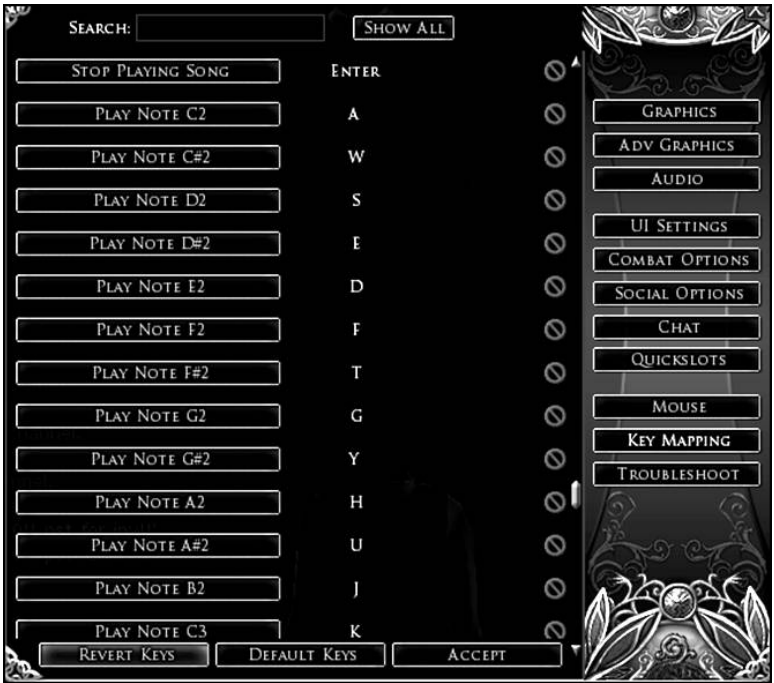 SEARCH:
SHOW ALL
STOP PLAYING SONG ENTER
PLAY NOTE C2 A
PLAY NOTE C#2 W
PLAY NOTE D2 S
PLAY NOTE D#2 E
PLAY NOTE E2 D
PLAY NOTE F2 F
PLAY NOTE F#2 T
PLAY NOTE G2 G
PLAY NOTE G#2 Y
PLAY NOTE A2 H
PLAY NOTE A#2 U
PLAY NOTE B2 J
PLAY NOTE C3 K
REVERT KEYS
DEFAULT KEYS
ACCEPT
GRAPHICS
ADV GRAPHICS
AUDIO
UI SETTINGS
COMBAT OPTIONS
SOCIAL OPTIONS
CHAT
QUICKSLOTS
MOUSE
KEY MAPPING
TROUBLESHOOT